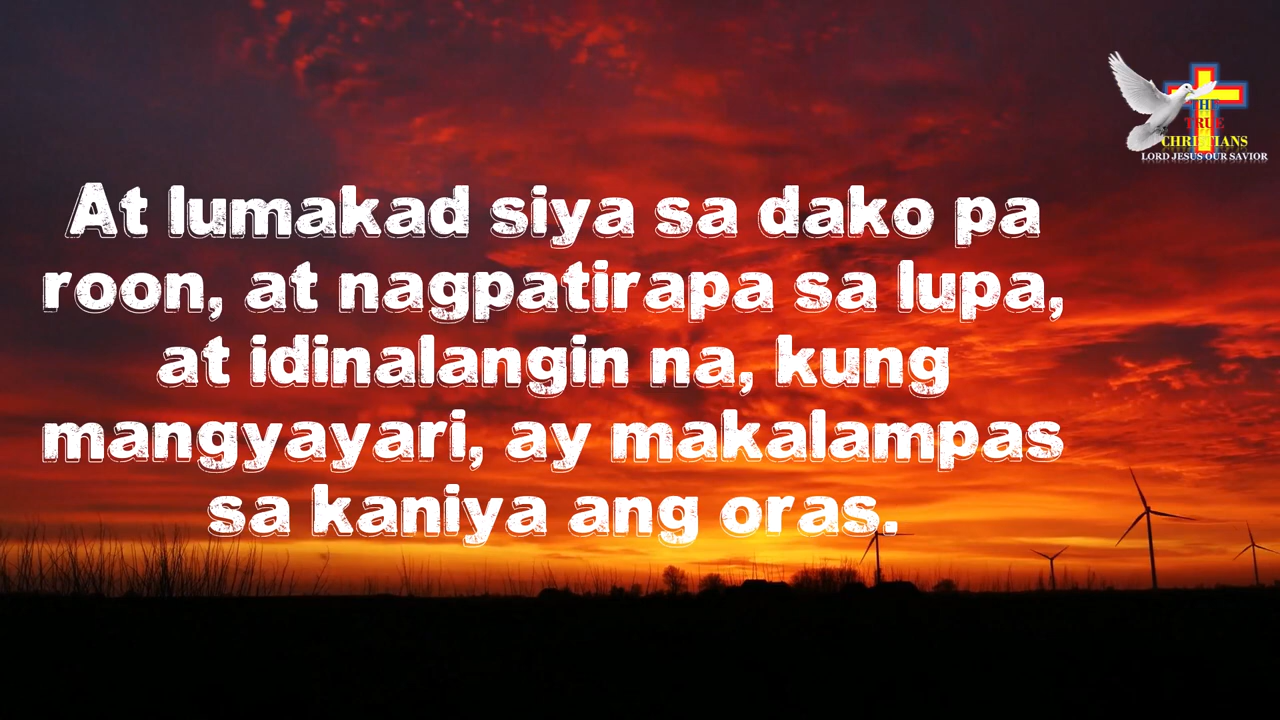 At lumakad siya sa dako pa
roon, at nagpatirapa sa lupa,
at idinalangin na, kung
mangyayari, ay makalampas
sa kaniya ang oras.
THE
TRUE
CHRISTIANS
LORD JESUS OUR SAVIOR